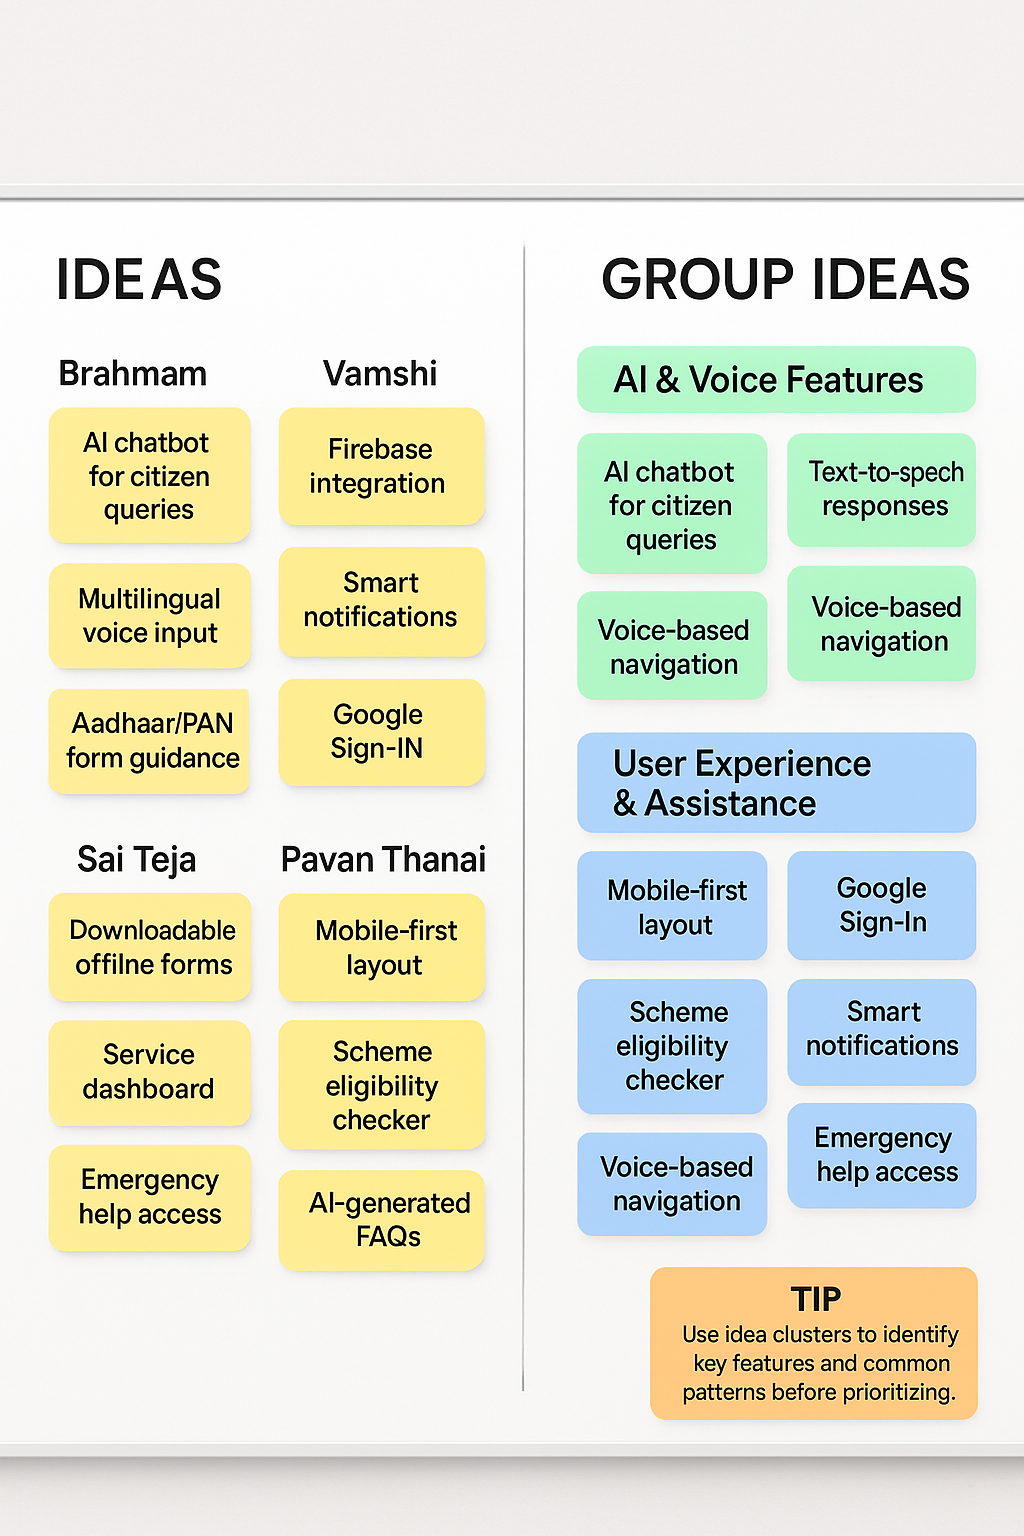 IDEAS
Brahmam
AI chatbot
for citizen
queries
Multilingual
voice input
Aadhaar/PAN
form guidance
Vamshi
Firebase
integration
Smart
notifications
Google
Sign-IN
Sai Teja
Downloadable
offilne forms
Service
dashboard
Emergency
help access
Pavan Thanai
Mobile-first
layout
Scheme
eligibility
checker
AI-generated
FAQs
GROUP IDEAS
AI & Voice Features
AI chatbot
for citizen
queries
Voice-based
navigation
Text-to-spech
responses
Voice-based
navigation
User Experience
& Assistance
Mobile-first
layout
Scheme
eligibility
checker
Voice-based
navigation
Google
Sign-In
Smart
notifications
Emergency
help access
TIP
Use idea clusters to identify
key features and common
patterns before prioritizing.